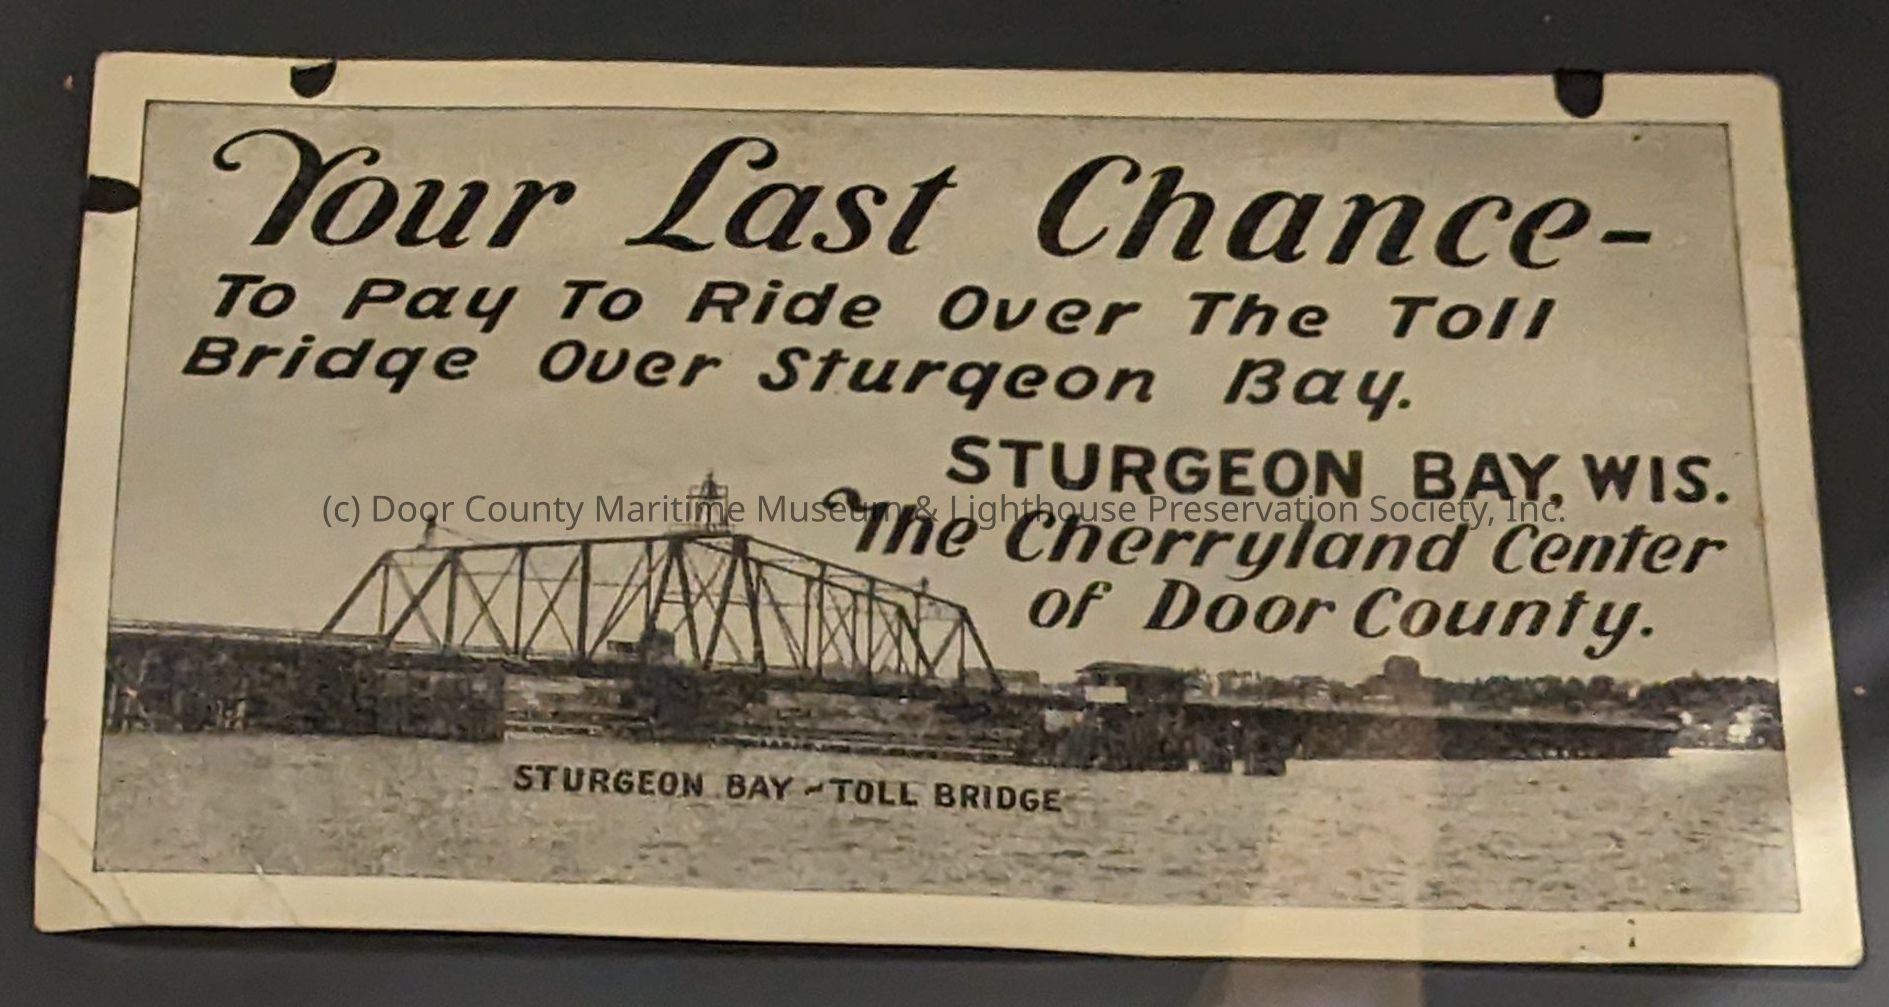 Your Last Chance-
To Pay To Ride Over The Toll
Bridge Over Sturgeon Bay.
STURGEON BAY, WIS.
(c) Door County Maritime Museum & Lighthouse Preservation Society, Inc.
The Cherryland Center
of Door County.
STURGEON BAY - TOLL BRIDGE